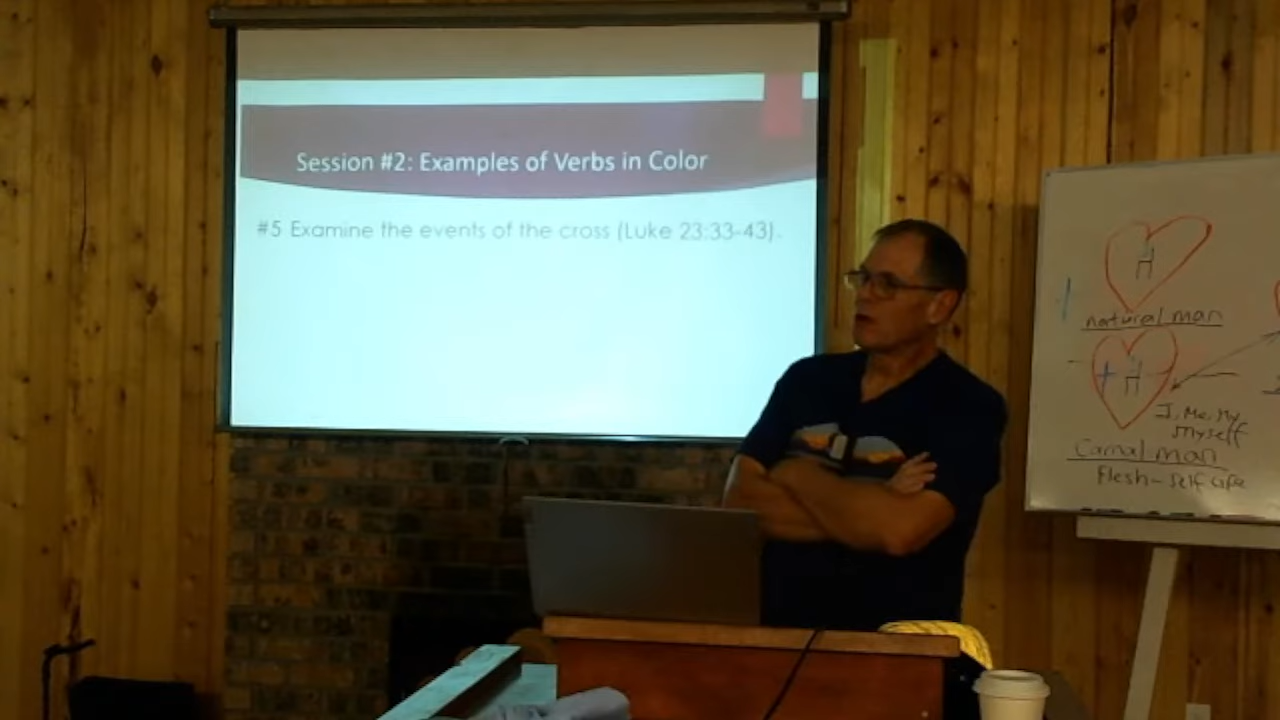 Session #2: Examples of Verbs in Color
#5 Examine the events of the cross (Luke 23:33-43).
H
natural man
H
I, Me, My
Myself
Carnal man
Flesh - Self Life